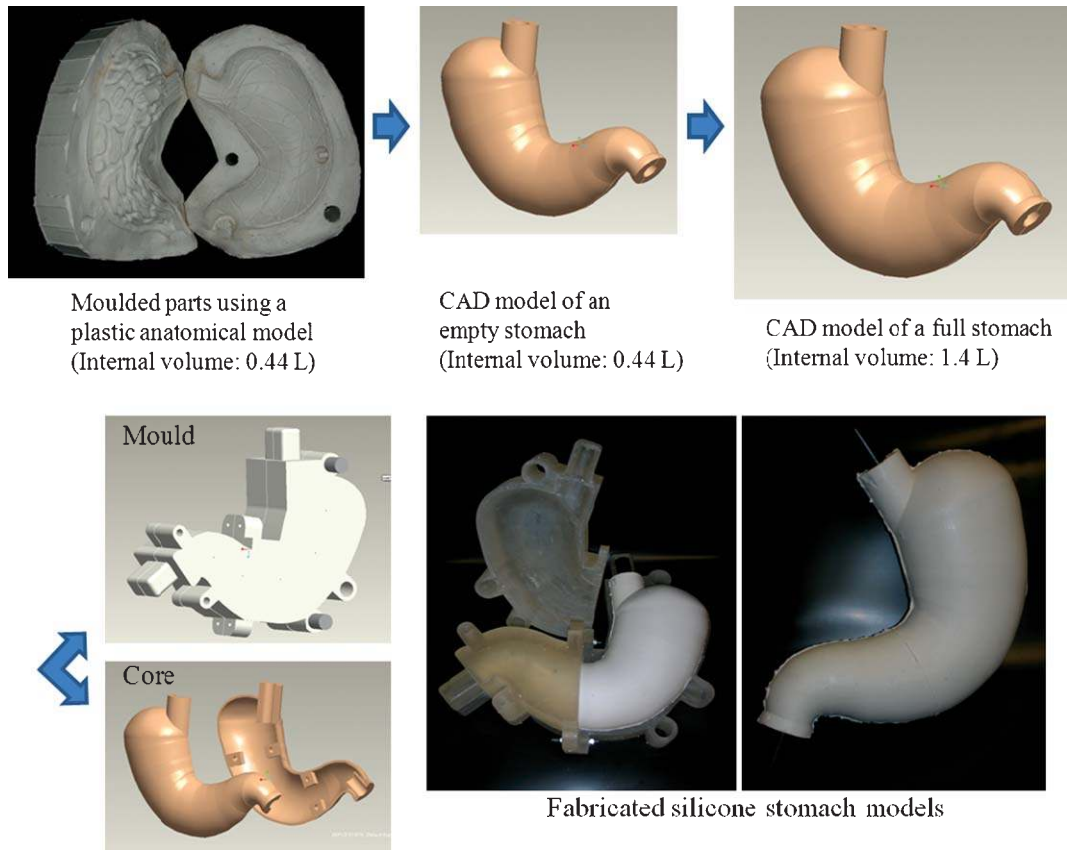 Moulded parts using a
plastic anatomical model
(Internal volume: 0.44 L)
CAD model of an
empty stomach
(Internal volume: 0.44 L)
CAD model of a full stomach
(Internal volume: 1.4 L)
Mould
Core
Fabricated silicone stomach models